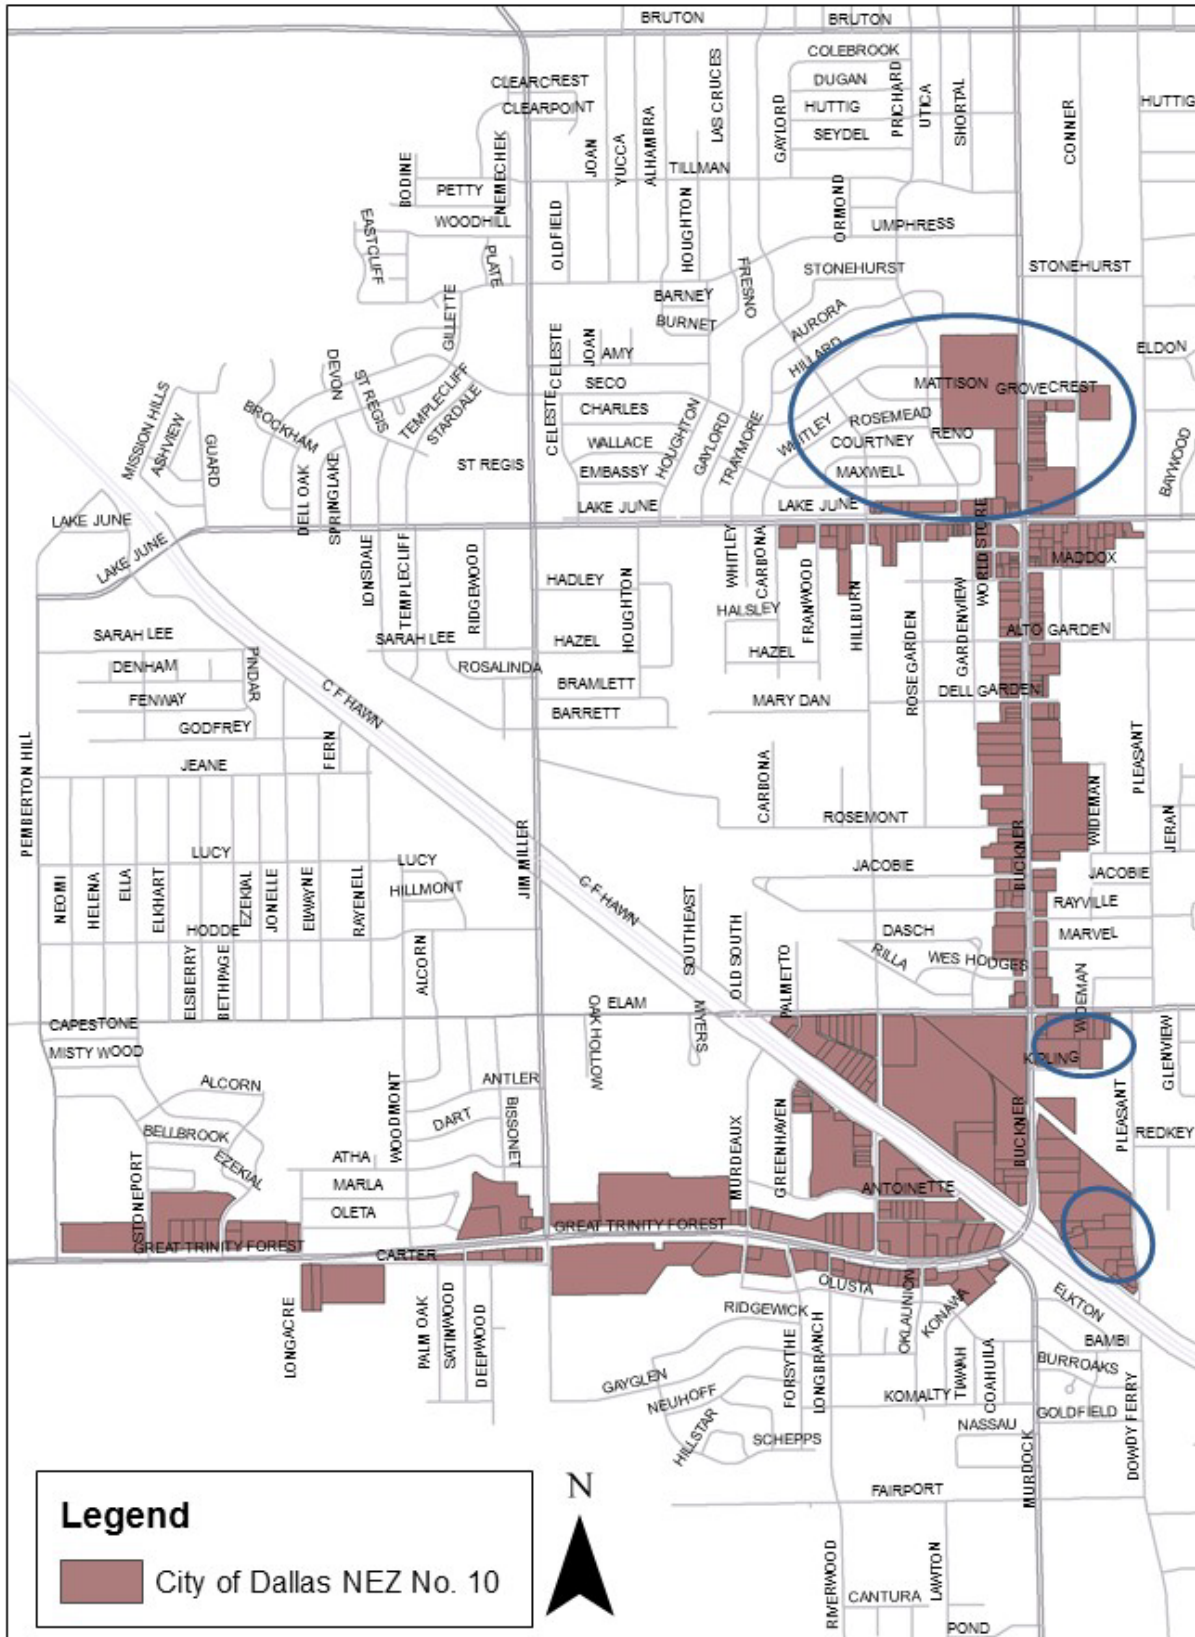 BRUTON
BRUTON
COLEBROOK
CLEARCREST
DUGAN
CLEARPOINT
HUTTIG
HUTTIG
SEYDEL
LAS CRUCES
GAYLORD
PRICHARD
UTICA
SHORTAL
CONNER
JOAN
YUCCA
ALHAMBRA
TILLMAN
BODINE
PETTY
NEMECHEK
WOODHILL
EASTCLIFF
PLATE
OLDFIELD
HOUGHTON
ORMOND
UMPHRESS
STONEHURST
STONEHURST
FRESNO
BARNEY
BURNET
GILLETTE
AURORA
HILLARD
ELDON
CELESTE
JOAN
AMY
DEVON
ST REGIS
TEMPLECLIFF
STARDALE
SECO
MATTISON
GROVECREST
MISSION HILLS
ASHVIEW
GUARD
BROCKHAM
CELESTE
CHARLES
HOUGHTON
GAYLORD
TRAYMORE
WHITLEY
ROSEMEAD
RENO
WALLACE
COURTNEY
ST REGIS
EMBASSY
MAXWELL
BAYWOOD
DELL OAK
SPRINGLAKE
LAKE JUNE
LAKE JUNE
LAKE JUNE
LAKE JUNE
WORLD STORE
LONSDALE
TEMPLECLIFF
RIDGEWOOD
HADLEY
HOUGHTON
WHITLEY
CARBONA
FRANWOOD
HILLBURN
MADDOX
HALSLEY
ROSE GARDEN
GARDENVIEW
SARAH LEE
SARAH LEE
HAZEL
HAZEL
ALTO GARDEN
DENHAM
PINDAR
ROSALINDA
BRAMLETT
FENWAY
C F HAWN
MARY DAN
DELL GARDEN
GODFREY
FERN
BARRETT
JEANE
PEMBERTON HILL
CARBONA
PLEASANT
ROSEMONT
WIDEMAN
JERAN
JIM MILLER
BUCKNER
LUCY
LUCY
JACOBIE
JACOBIE
NEOMI
HELENA
ELLA
ELKHART
EZEKIAL
JONELLE
ELWAYNE
RAYENELL
HILLMONT
C F HAWN
RAYVILLE
HODDE
SOUTHEAST
DASCH
MARVEL
ELSBERRY
BETHPAGE
ALCORN
OLD SOUTH
PALMETTO
RILLA
WES HODGES
WIDEMAN
CAPESTONE
ELAM
OAK HOLLOW
MYERS
MISTY WOOD
KIPLING
GLENVIEW
ALCORN
ANTLER
WOODMONT
DART
BISSONET
BELLBROOK
MURDEAUX
GREENHAVEN
BUCKNER
PLEASANT
REDKEY
EZEKIAL
ATHA
MARLA
ANTOINETTE
STONEPORT
OLETA
GREAT TRINITY FOREST
GREAT TRINITY FOREST
CARTER
LONGACRE
PALM OAK
SATINWOOD
DEEPWOOD
OLUSTA
RIDGEWICK
OKLAUNION
KONAWA
ELKTON
FORSYTHE
LONGBRANCH
TIAWAH
COAHUILA
BAMBI
BURROAKS
GAYGLEN
NEUHOFF
KOMALTY
GOLDFIELD
HILLSTAR
NASSAU
SCHEPPS
MURDOCK
DOWDY FERRY
FAIRPORT
RIVERWOOD
LAWTON
CANTURA
POND
N
Legend
City of Dallas NEZ No. 10